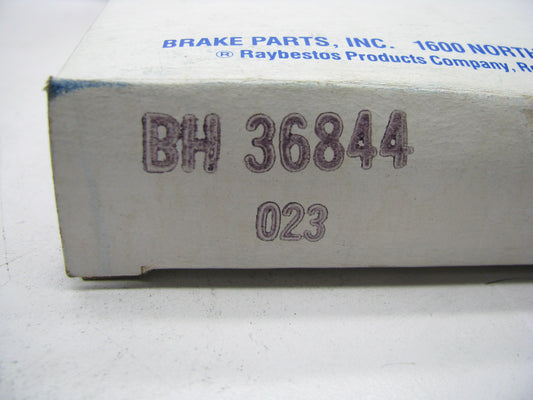 BRAKE PARTS, INC. 1600 NORTH
® Raybestos Products Company,
BH 36844
023